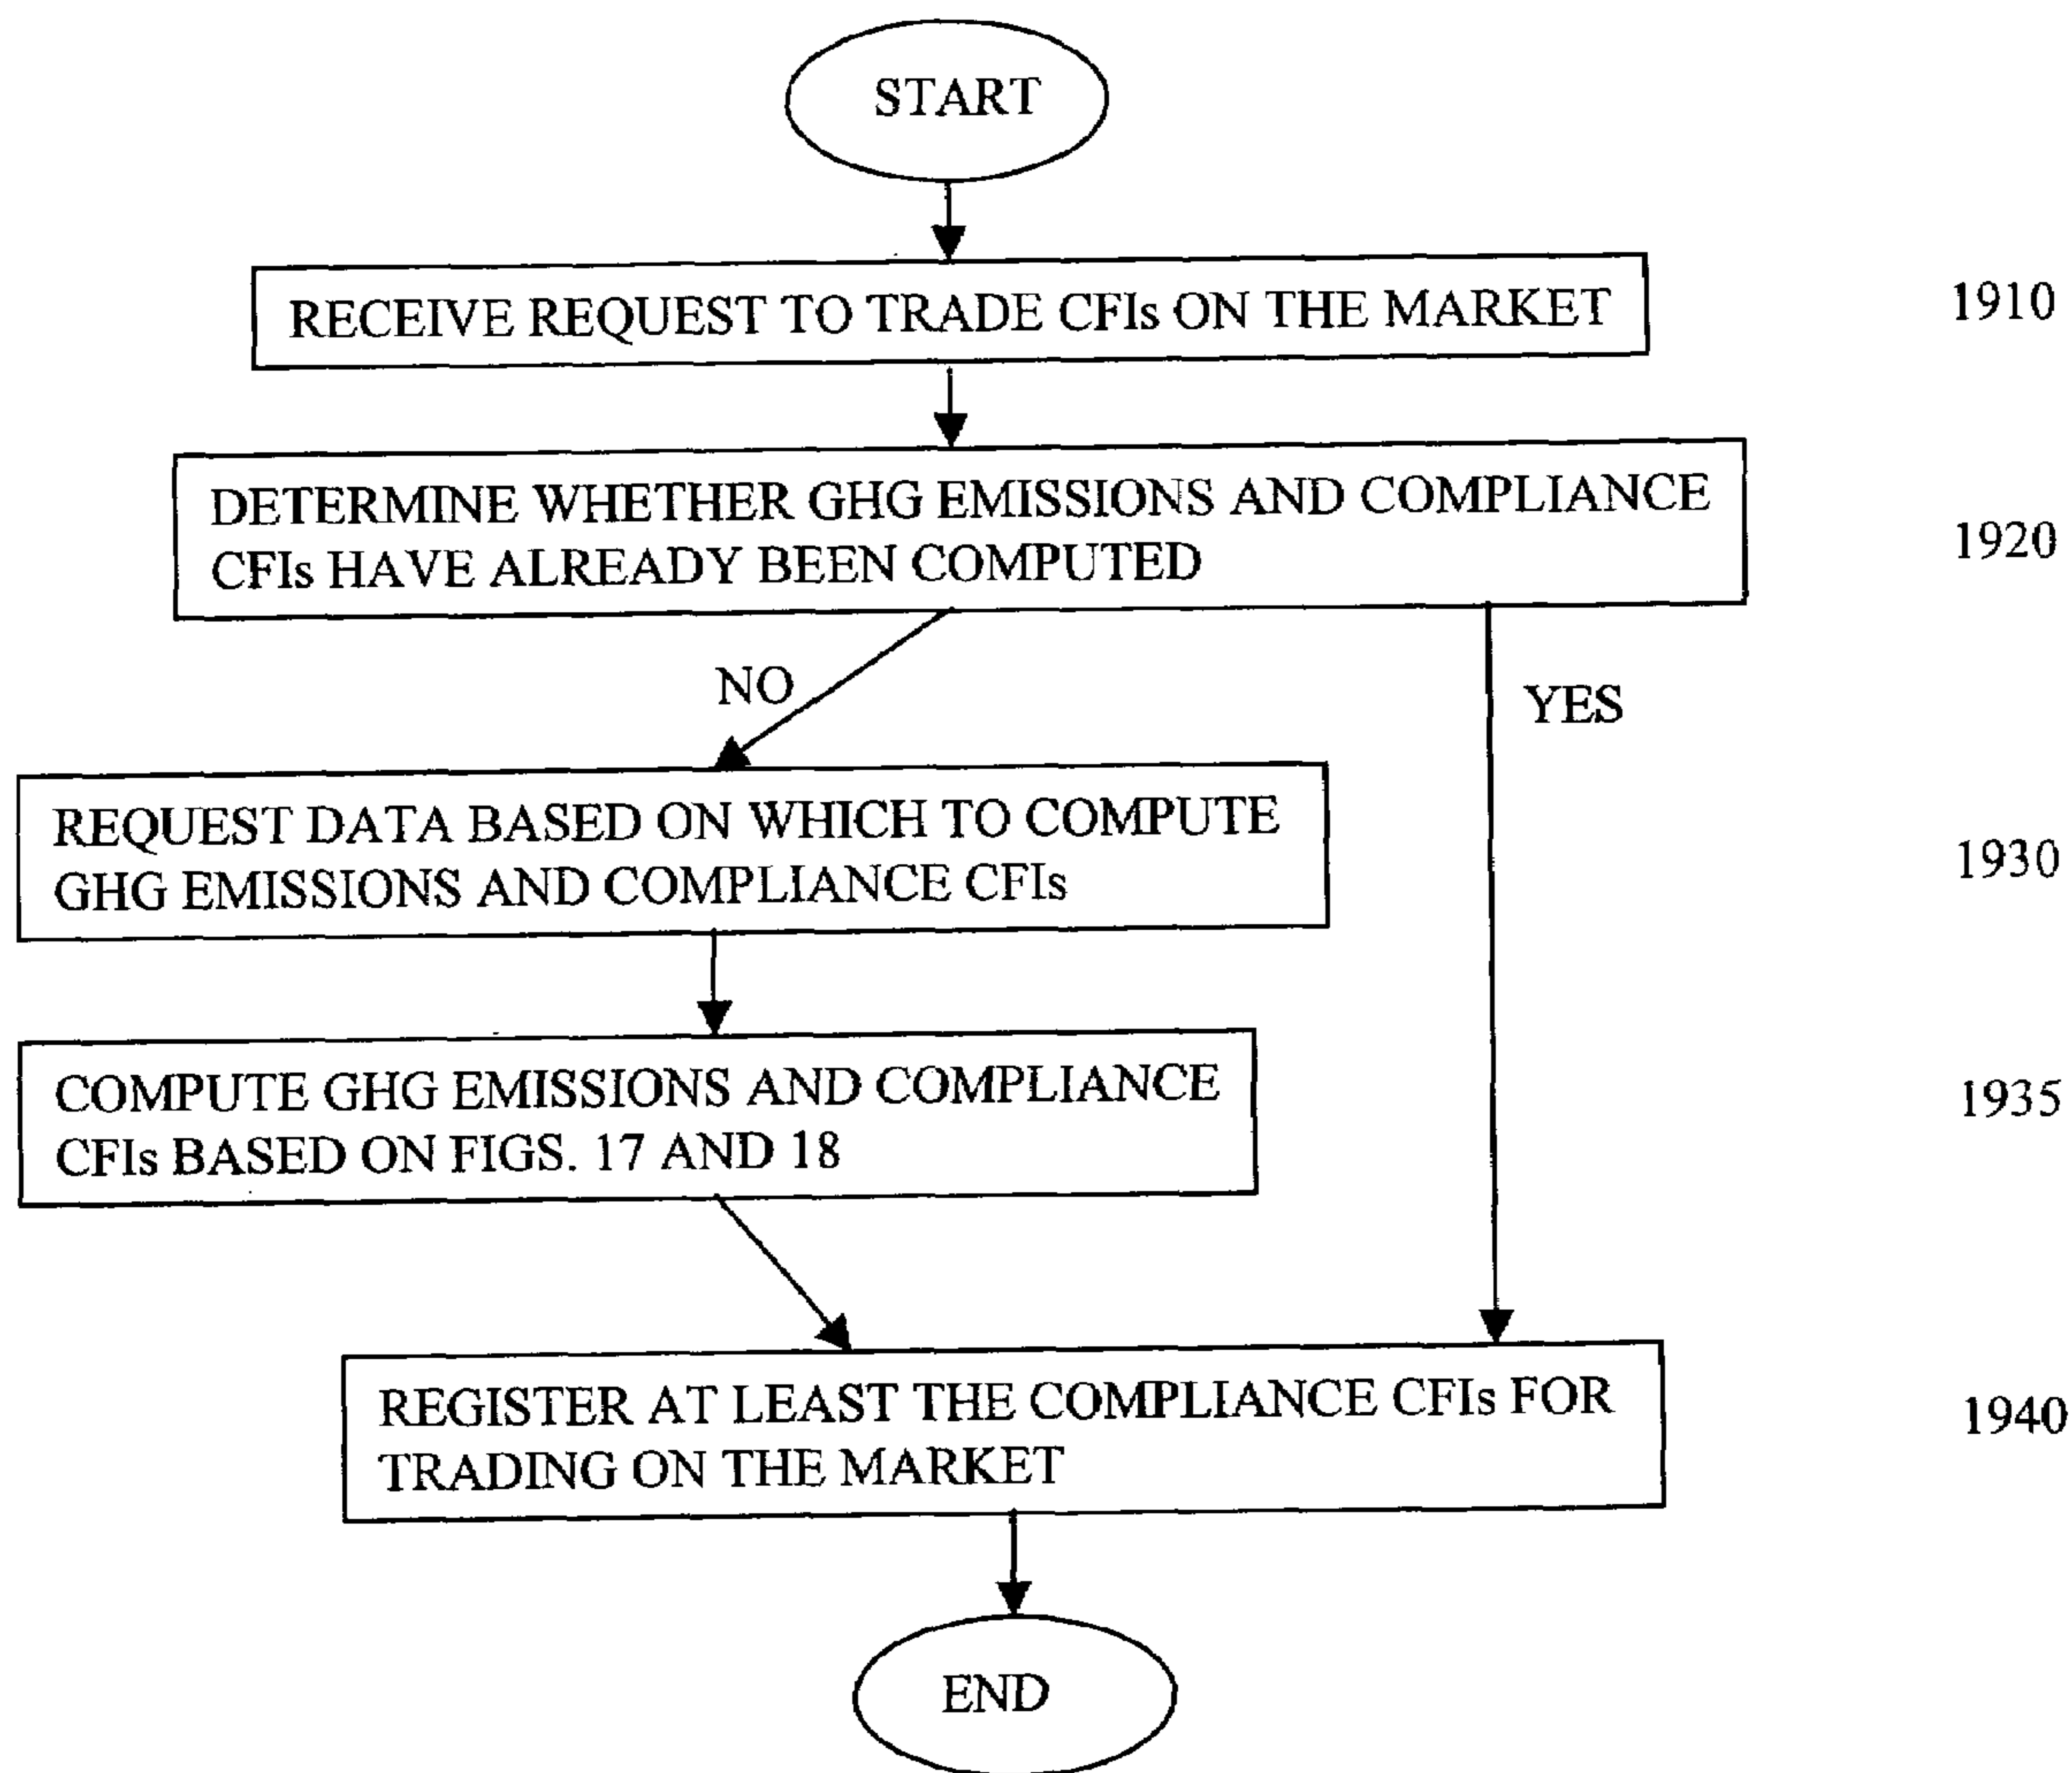 START
RECEIVE REQUEST TO TRADE CFIs ON THE MARKET
1910
DETERMINE WHETHER GHG EMISSIONS AND COMPLIANCE
CFIs HAVE ALREADY BEEN COMPUTED
1920
NO
YES
REQUEST DATA BASED ON WHICH TO COMPUTE
GHG EMISSIONS AND COMPLIANCE CFIs
1930
COMPUTE GHG EMISSIONS AND COMPLIANCE
CFIs BASED ON FIGS. 17 AND 18
1935
REGISTER AT LEAST THE COMPLIANCE CFIs FOR
TRADING ON THE MARKET
1940
END